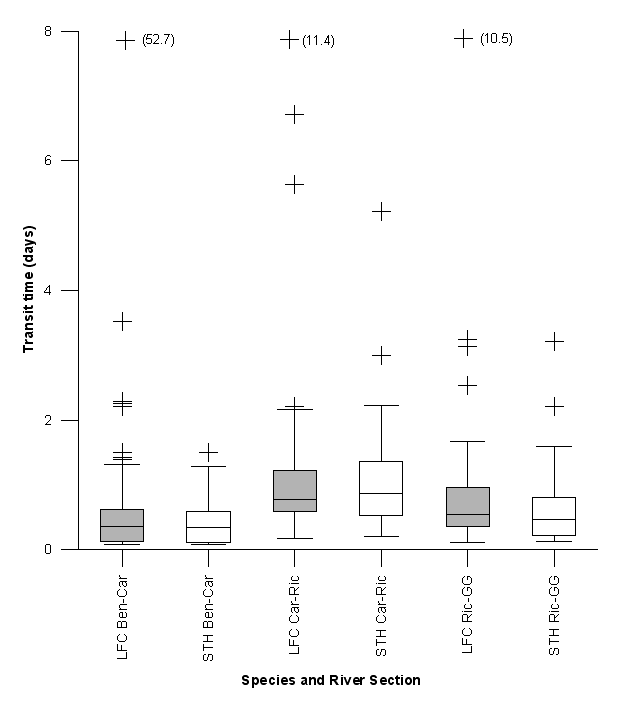 8
(52.7)
(11.4)
(10.5)
6
4
2
0
Transit time (days)
LFC Ben-Car
STH Ben-Car
LFC Car-Ric
STH Car-Ric
LFC Ric-GG
STH Ric-GG
Species and River Section